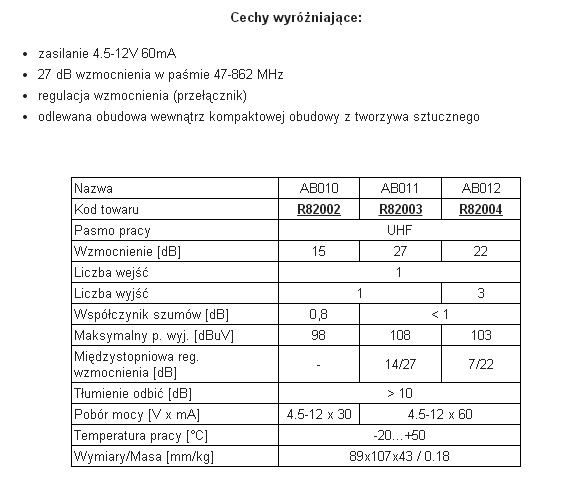 Cechy wyróżniające:
zasilanie 4.5-12V 60mA
27 dB wzmocnienia w paśmie 47-862 MHz
regulacja wzmocnienia (przełącznik)
odlewana obudowa wewnątrz kompaktowej obudowy z tworzywa sztucznego
Nazwa AB010 AB011 AB012
Kod towaru R82002 R82003 R82004
Pasmo pracy UHF
Wzmocnienie [dB] 15 27 22
Liczba wejść 1
Liczba wyjść 1 3
Współczynik szumów [dB] 0,8 < 1
Maksymalny p. wyj. [dBuV] 98 108 103
Międzystopniowa reg.
wzmocnienia [dB] - 14/27 7/22
Tłumienie odbić [dB] > 10
Pobór mocy [V x mA] 4.5-12 x 30 4.5-12 x 60
Temperatura pracy [°C] -20...+50
Wymiary/Masa [mm/kg] 89x107x43 / 0.18